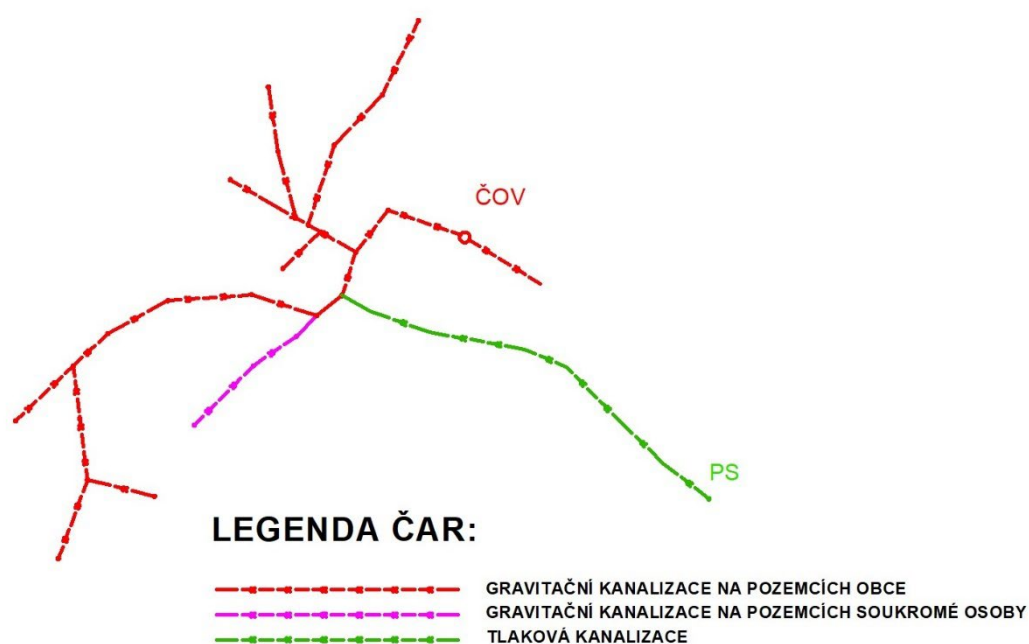 ČOV
PS
LEGENDA ČAR:
GRAVITAČNÍ KANALIZACE NA POZEMCÍCH OBCE
GRAVITAČNÍ KANALIZACE NA POZEMCÍCH SOUKROMÉ OSOBY
TLAKOVÁ KANALIZACE